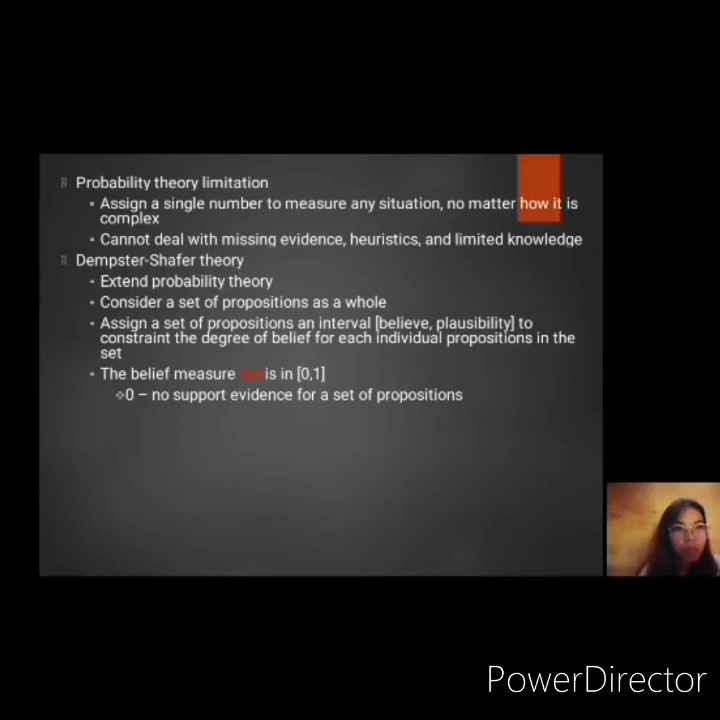 Probability theory limitation
Assign a single number to measure any situation, no matter how it is
complex
Cannot deal with missing evidence, heuristics, and limited knowledge
Dempster-Shafer theory
Extend probability theory
Consider a set of propositions as a whole
Assign a set of propositions an interval [believe, plausibility] to
constraint the degree of belief for each individual propositions in the
set
The belief measure is in [0,1]
0 – no support evidence for a set of propositions
PowerDirector